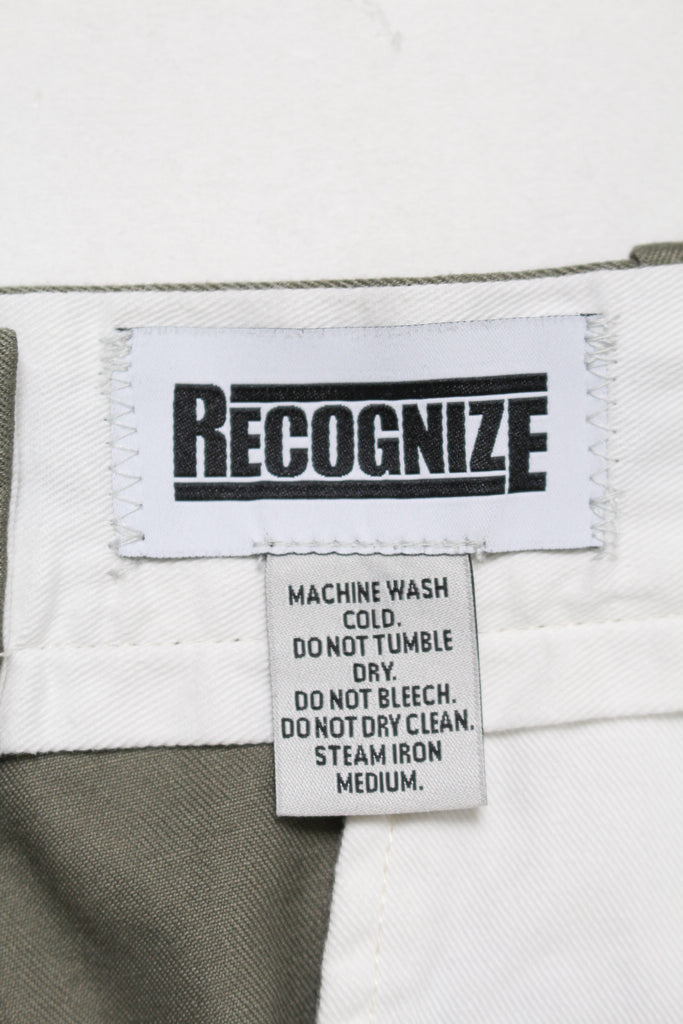 RECOGNIZE
MACHINE WASH
COLD.
DO NOT TUMBLE
DRY.
DO NOT BLEECH.
DO NOT DRY CLEAN.
STEAM IRON
MEDIUM.